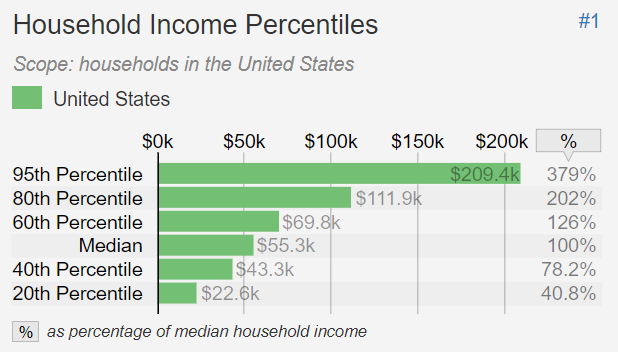 Household Income Percentiles #1
Scope: households in the United States
United States
$0k $50k $100k $150k $200k %
95th Percentile $209.4k 379%
80th Percentile $111.9k 202%
60th Percentile $69.8k 126%
Median $55.3k 100%
40th Percentile $43.3k 78.2%
20th Percentile $22.6k 40.8%
% as percentage of median household income